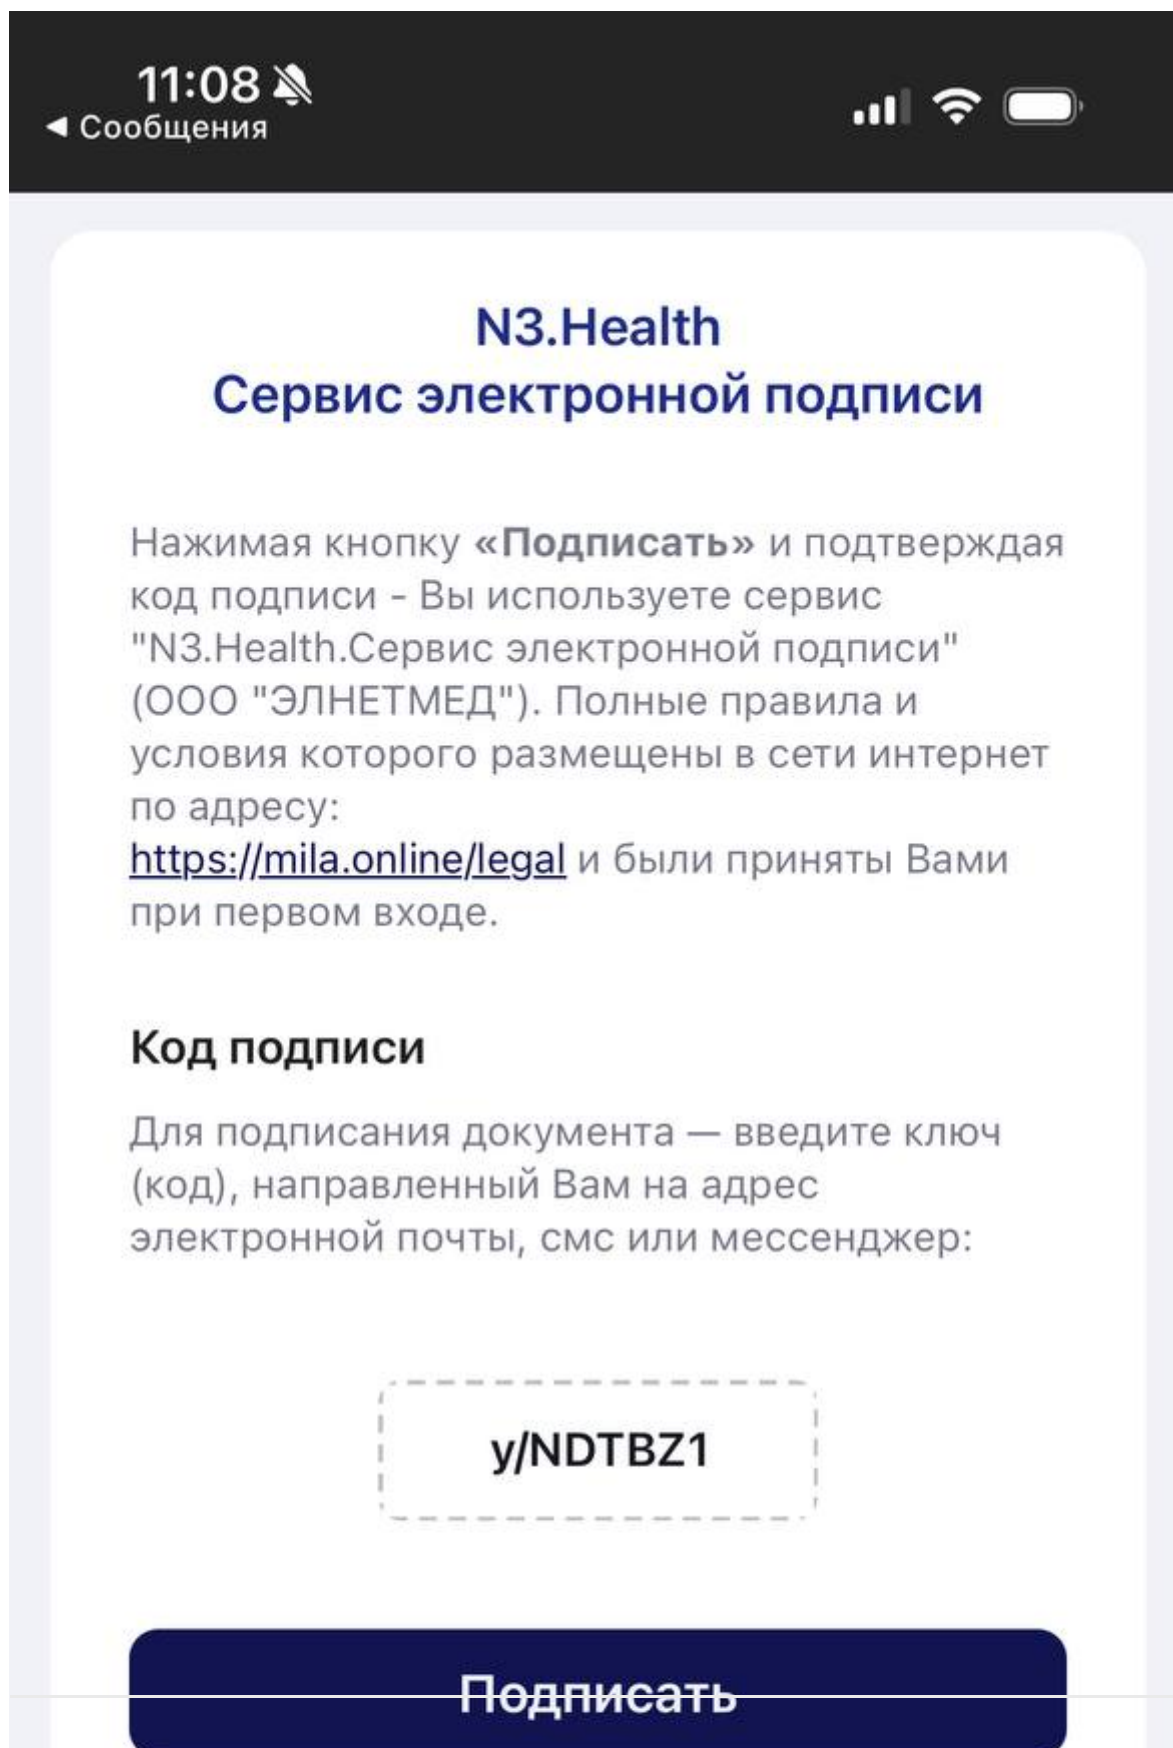 11:08
◀ Сообщения
N3.Health
Сервис электронной подписи
Нажимая кнопку «Подписать» и подтверждая
код подписи - Вы используете сервис
"N3.Health.Сервис электронной подписи"
(ООО "ЭЛНЕТМЕД"). Полные правила и
условия которого размещены в сети интернет
по адресу:
https://mila.online/legal и были приняты Вами
при первом входе.
Код подписи
Для подписания документа — введите ключ
(код), направленный Вам на адрес
электронной почты, смс или мессенджер:
y/NDTBZ1
Подписать